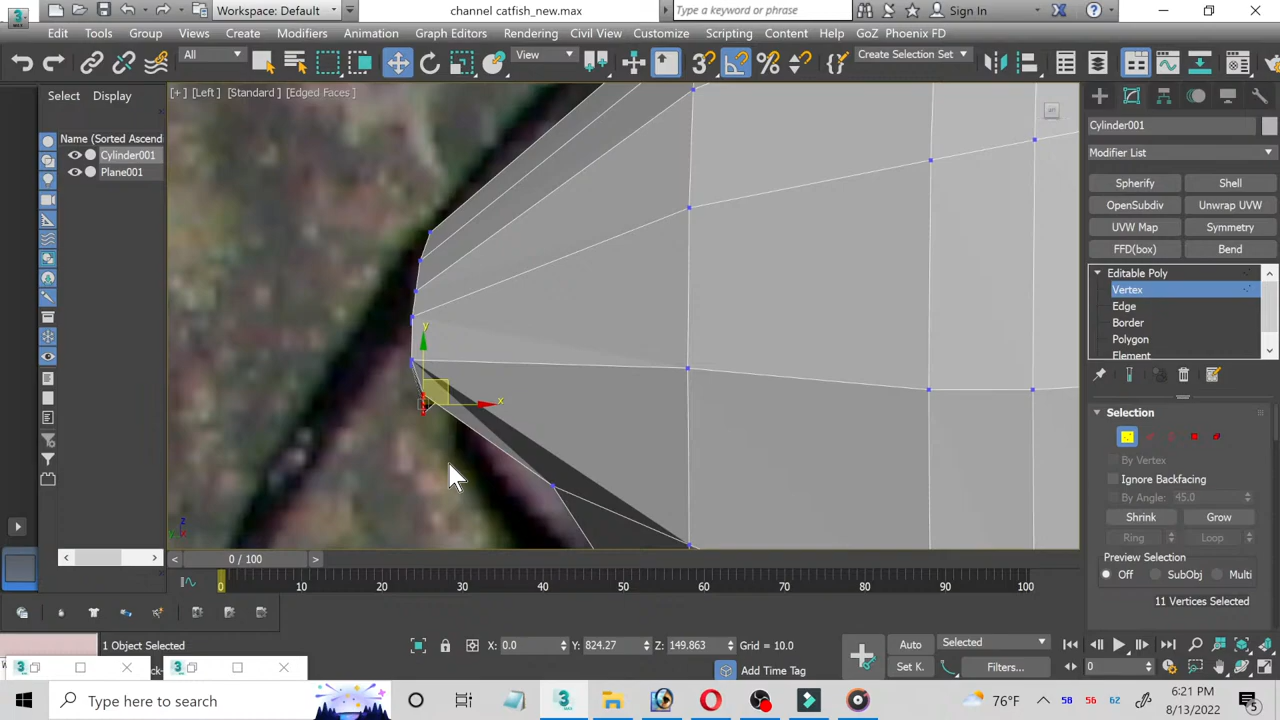 Workspace: Default
channel catfish_new.max
Type a keyword or phrase
Sign In
Edit Tools Group Views Create Modifiers Animation Graph Editors Rendering Civil View Customize Scripting Content Help GoZ Phoenix FD
All
View
Create Selection Set
Select Display
[+] [Left] [Standard] [Edged Faces]
Name (Sorted Ascend
Cylinder001
Plane001
Cylinder001
Modifier List
Spherify Shell
OpenSubdiv Unwrap UVW
UV Map Symmetry
FFD(box) Bend
Editable Poly
Vertex
Edge
Border
Polygon
Element
Selection
By Vertex
Ignore Backfacing
By Angle: 45.0
Shrink Grow
Ring Loop
Preview Selection
Off SubObj Multi
11 Vertices Selected
y
x
z
0 / 100
0 10 20 30 40 50 60 70 80 90 100
1 Object Selected
X: 0.0 Y: 824.27 Z: 149.863 Grid = 10.0
Add Time Tag
Auto
Selected
Set K.
Filters...
0
Type here to search
76°F
58 56 62
6:21 PM
8/13/2022
5